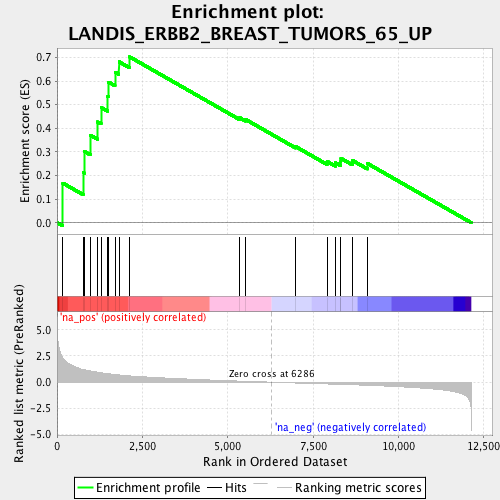 Enrichment plot:
LANDIS_ERBB2_BREAST_TUMORS_65_UP
Enrichment score (ES)
0.7
0.6
0.5
0.4
0.3
0.2
0.1
0.0
'na_pos' (positively correlated)
Ranked list metric (PreRanked)
5.0
2.5
0.0
-2.5
-5.0
Zero cross at 6286
'na_neg' (negatively correlated)
0 2,500 5,000 7,500 10,000 12,500
Rank in Ordered Dataset
Enrichment profile Hits Ranking metric scores